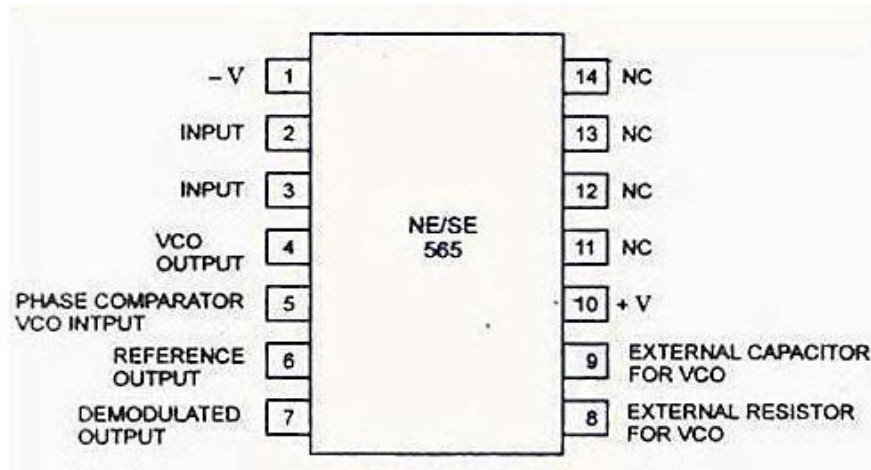 – V 1
INPUT 2
INPUT 3
VCO
OUTPUT 4
PHASE COMPARATOR
VCO INTPUT 5
REFERENCE
OUTPUT 6
DEMODULATED
OUTPUT 7
NE/SE
565
14 NC
13 NC
12 NC
11 NC
10 + V
9 EXTERNAL CAPACITOR
FOR VCO
8 EXTERNAL RESISTOR
FOR VCO